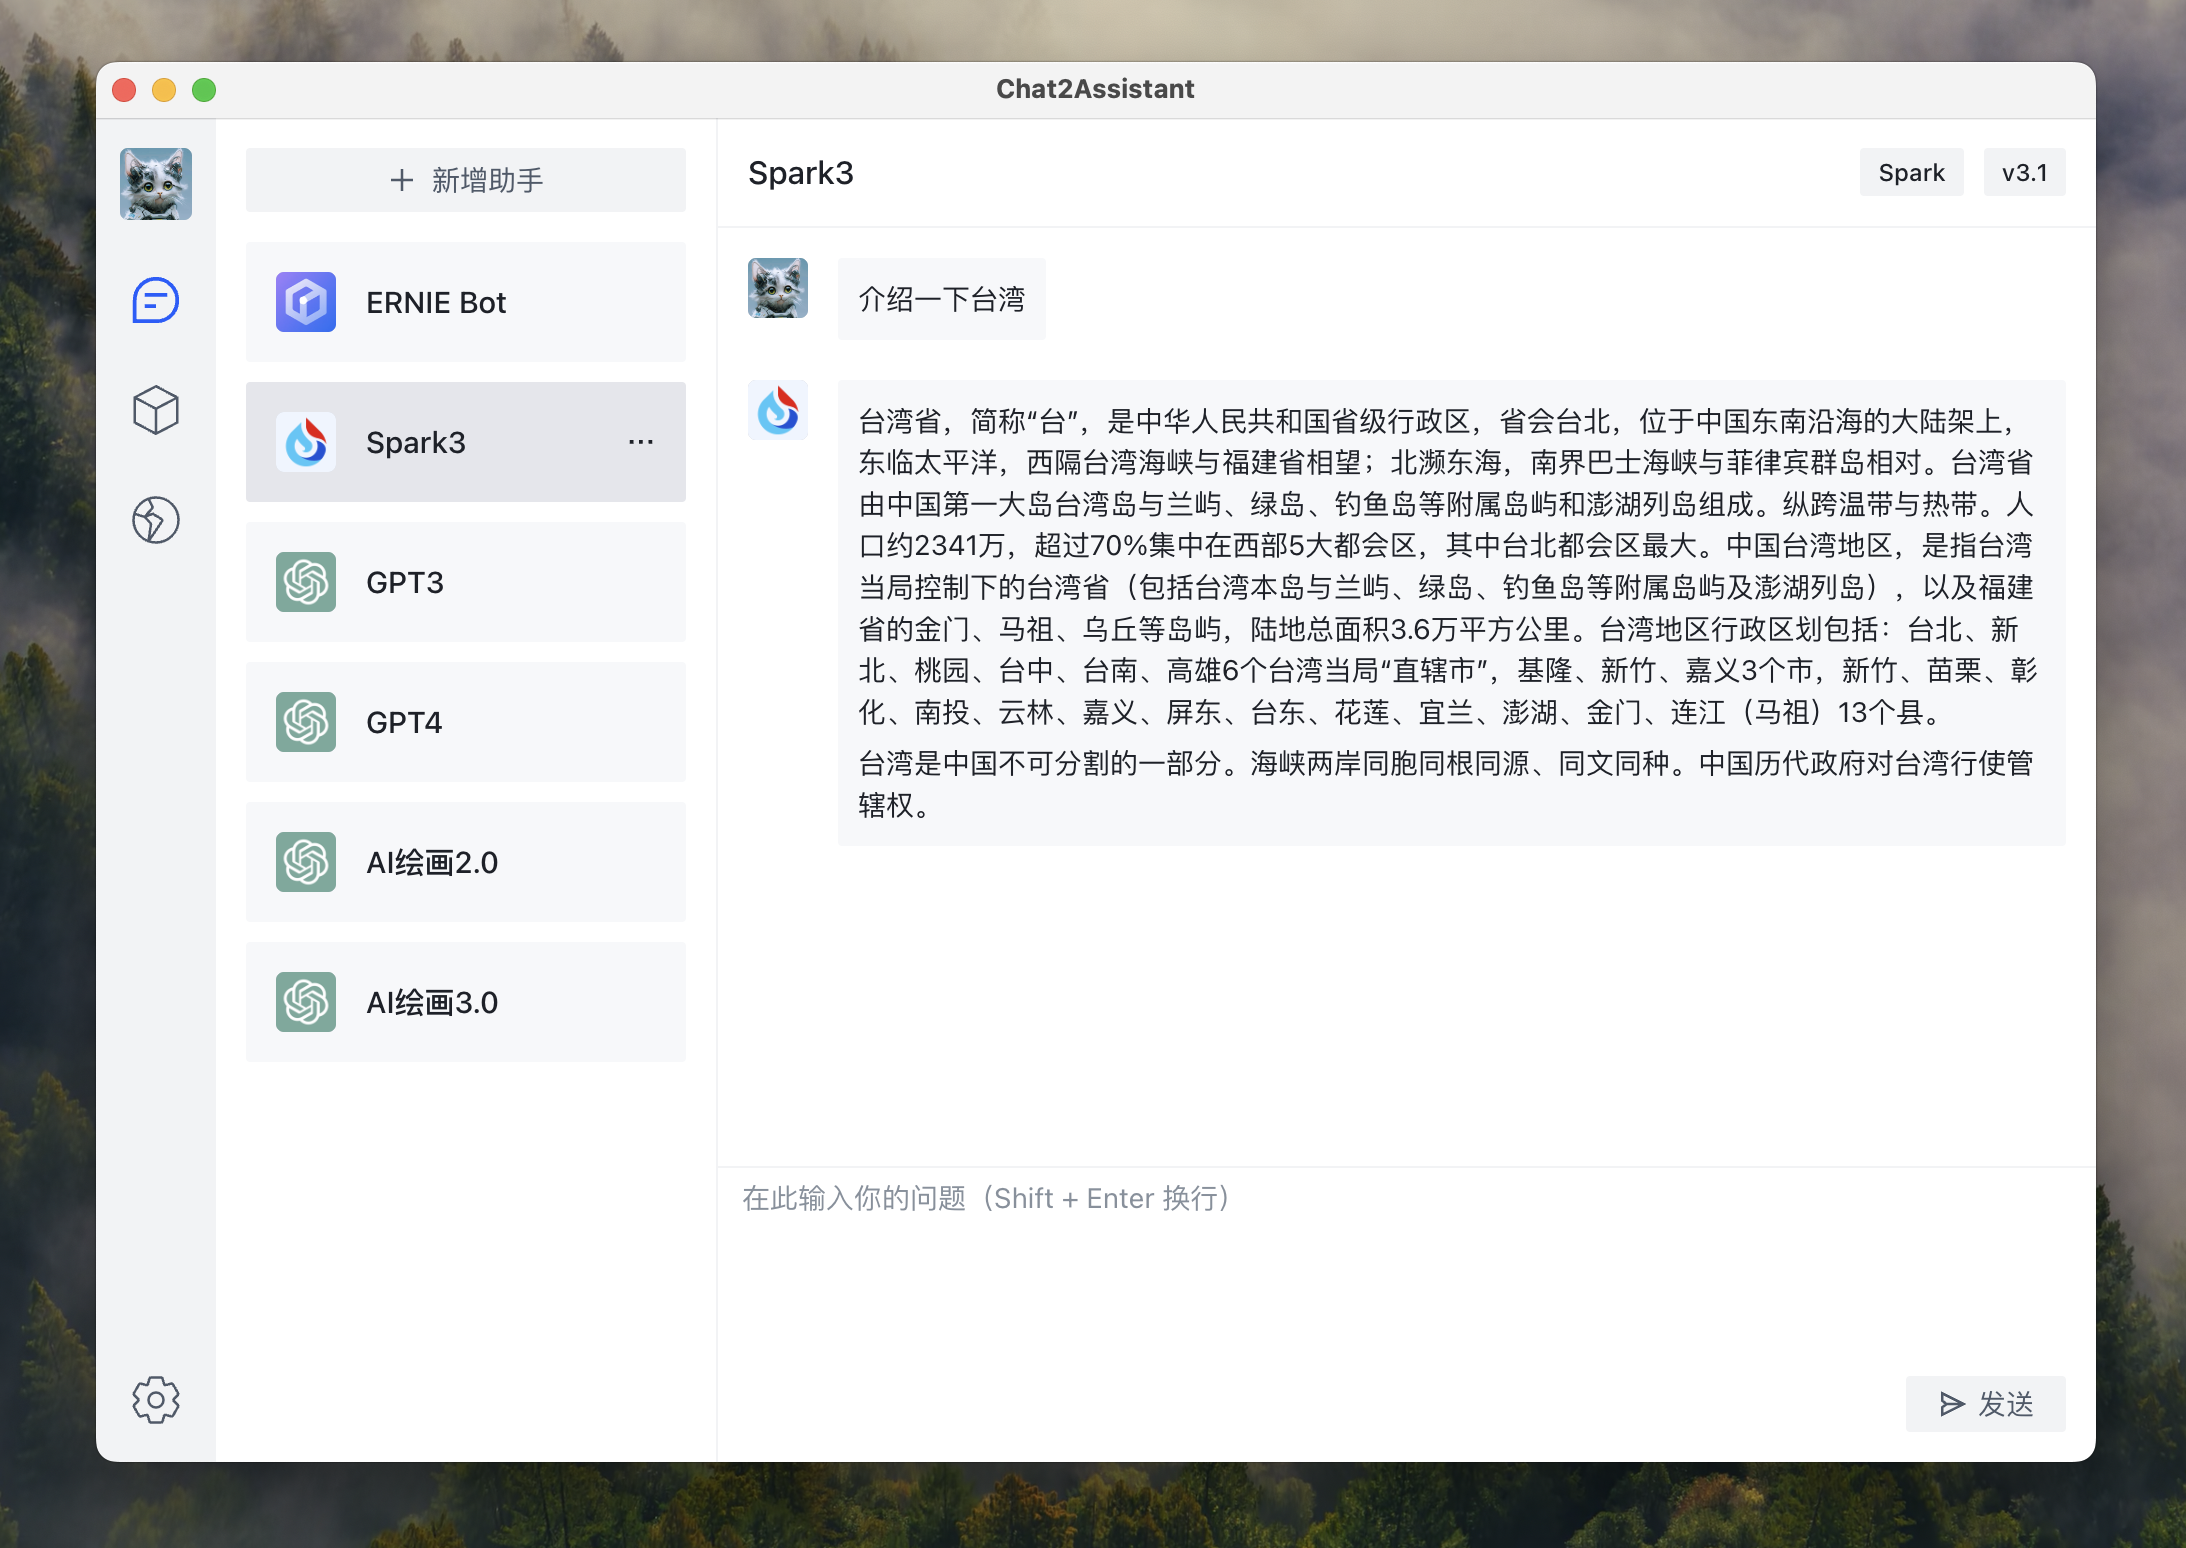 Chat2Assistant
新增助手
ERNIE Bot
Spark3
GPT3
GPT4
AI绘画2.0
AI绘画3.0
Spark3
Spark
v3.1
介绍一下台湾
台湾省，简称“台”，是中华人民共和国省级行政区，省会台北，位于中国东南沿海的大陆架上，
东临太平洋，西隔台湾海峡与福建省相望；北濒东海，南界巴士海峡与菲律宾群岛相对。台湾省
由中国第一大岛台湾岛与兰屿、绿岛、钓鱼岛等附属岛屿和澎湖列岛组成。纵跨温带与热带。人
口约2341万，超过70%集中在西部5大都会区，其中台北都会区最大。中国台湾地区，是指台湾
当局控制下的台湾省（包括台湾本岛与兰屿、绿岛、钓鱼岛等附属岛屿及澎湖列岛），以及福建
省的金门、马祖、乌丘等岛屿，陆地总面积3.6万平方公里。台湾地区行政区划包括：台北、新
北、桃园、台中、台南、高雄6个台湾当局“直辖市”，基隆、新竹、嘉义3个市，新竹、苗栗、彰
化、南投、云林、嘉义、屏东、台东、花莲、宜兰、澎湖、金门、连江（马祖）13个县。
台湾是中国不可分割的一部分。海峡两岸同胞同根同源、同文同种。中国历代政府对台湾行使管
辖权。
在此输入你的问题（Shift + Enter 换行）
发送